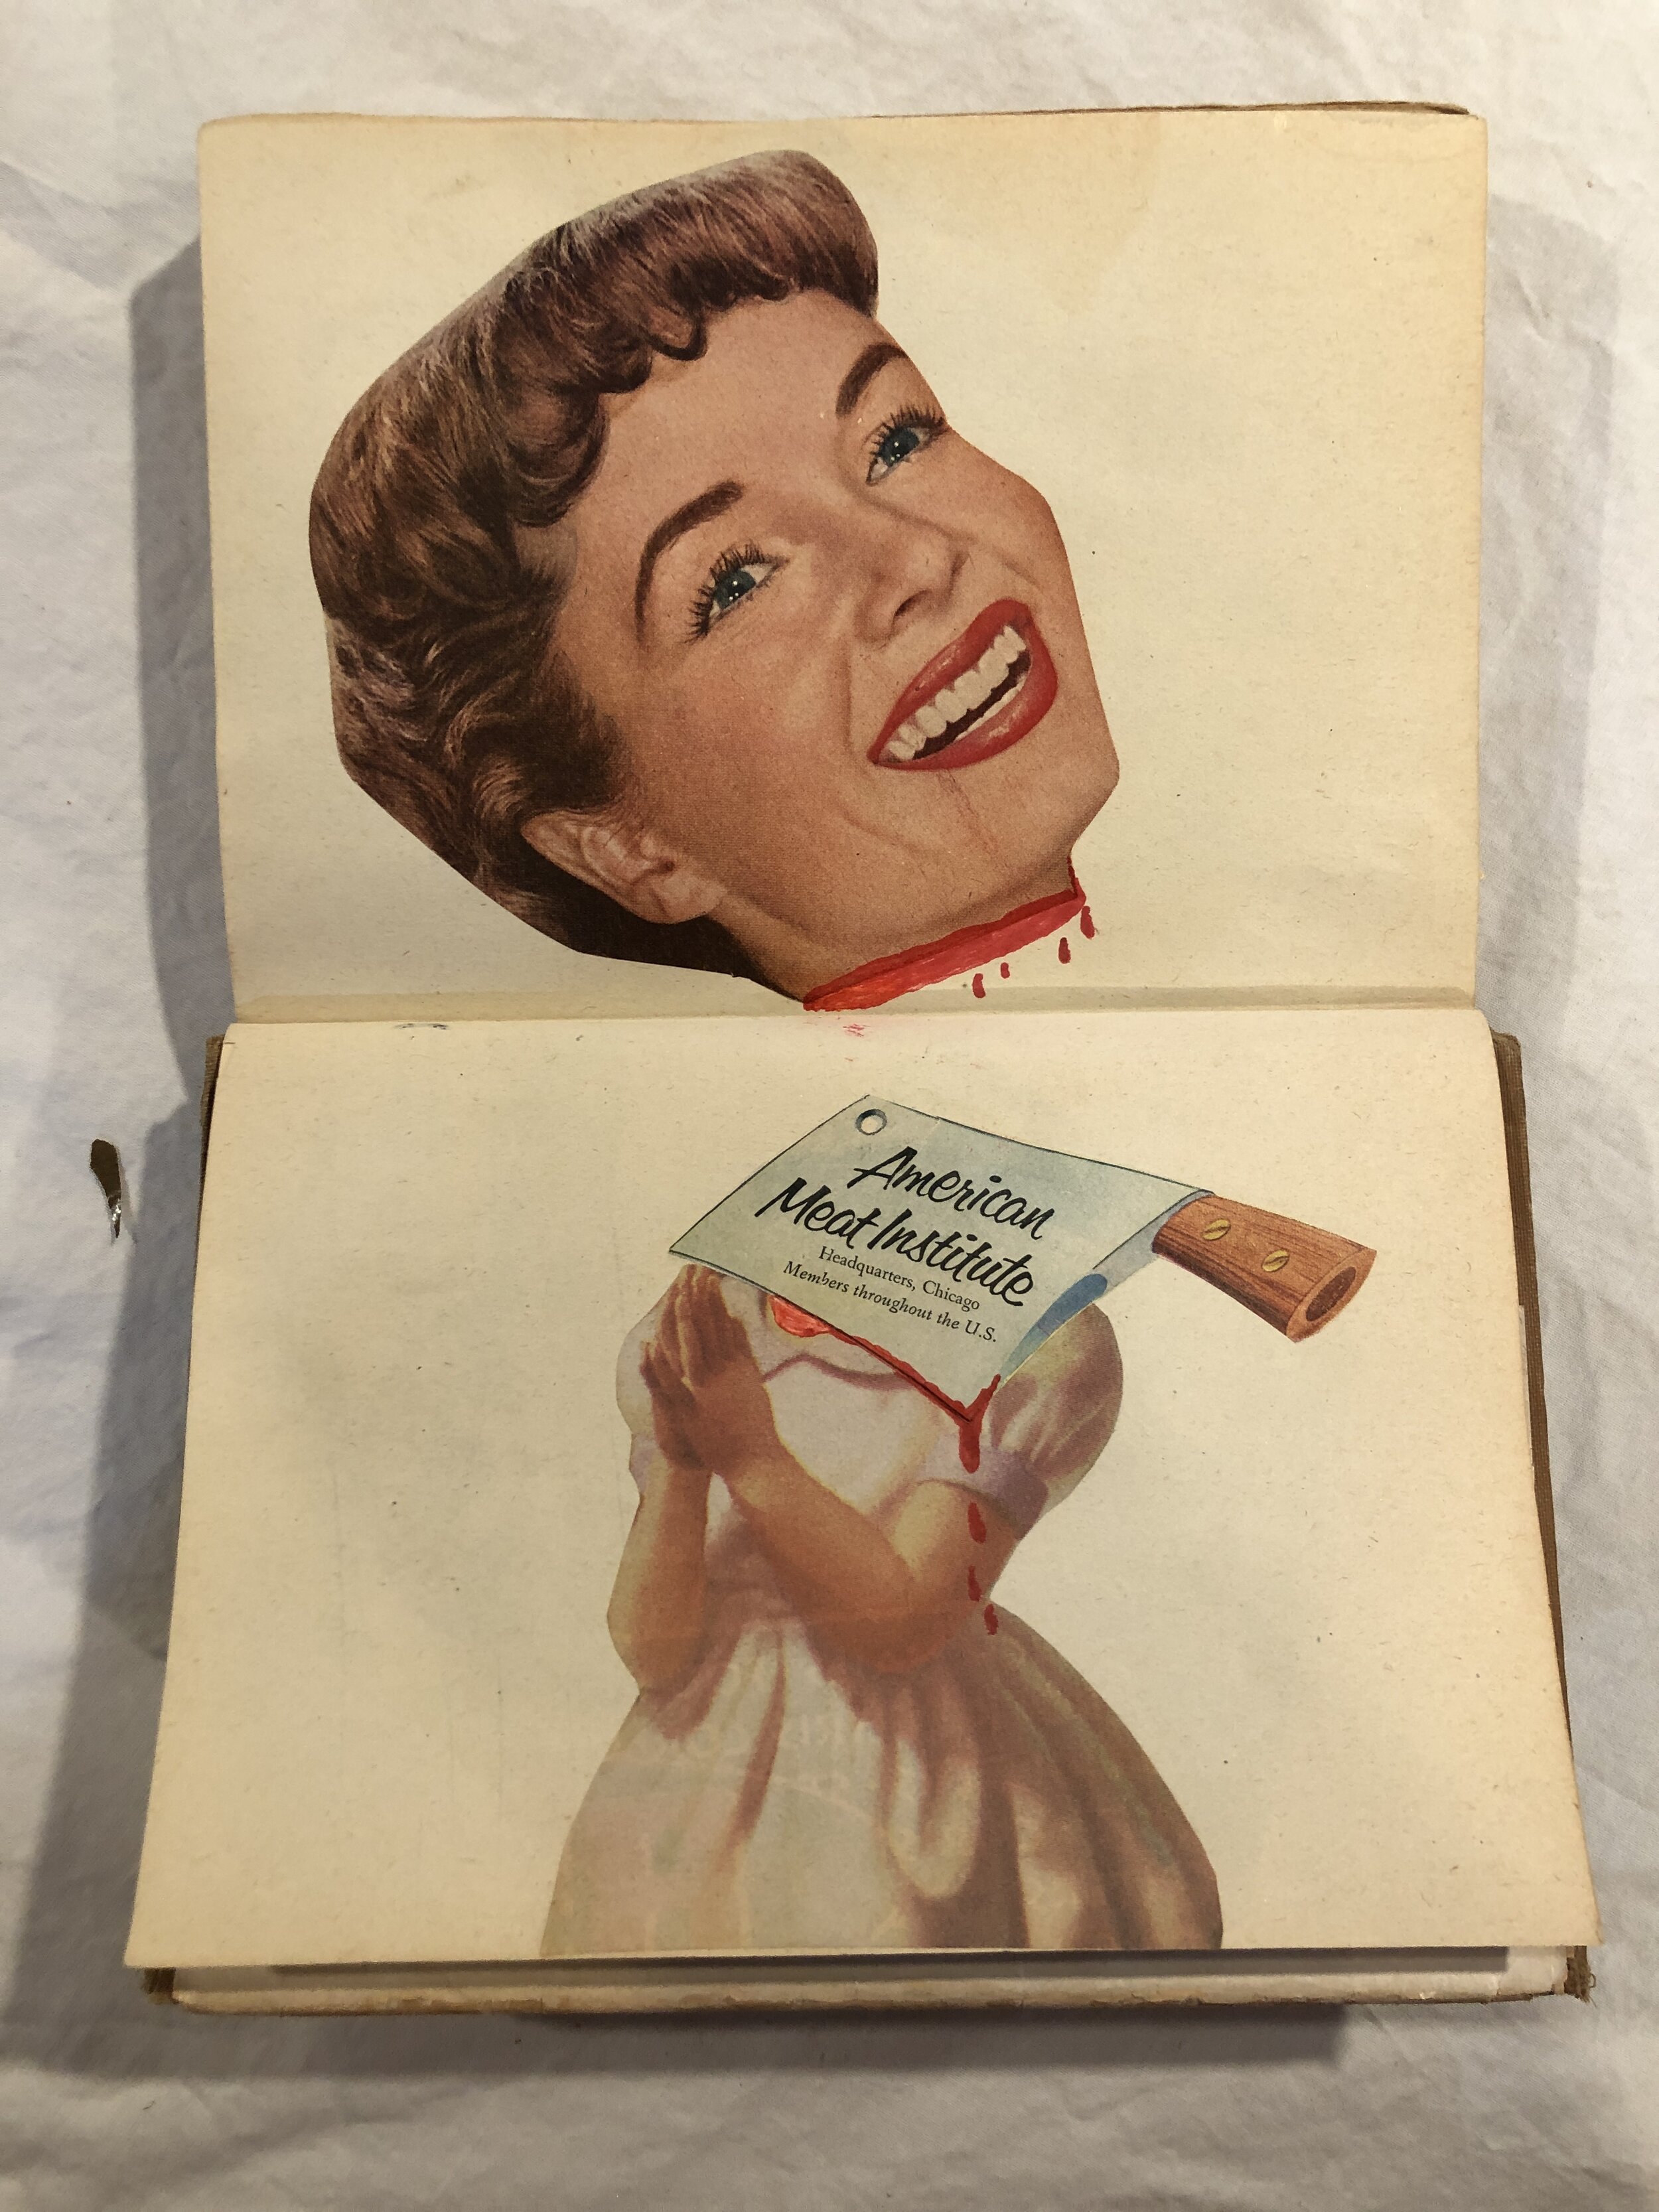 American
Meat Institute
Headquarters, Chicago
Members throughout the U.S.